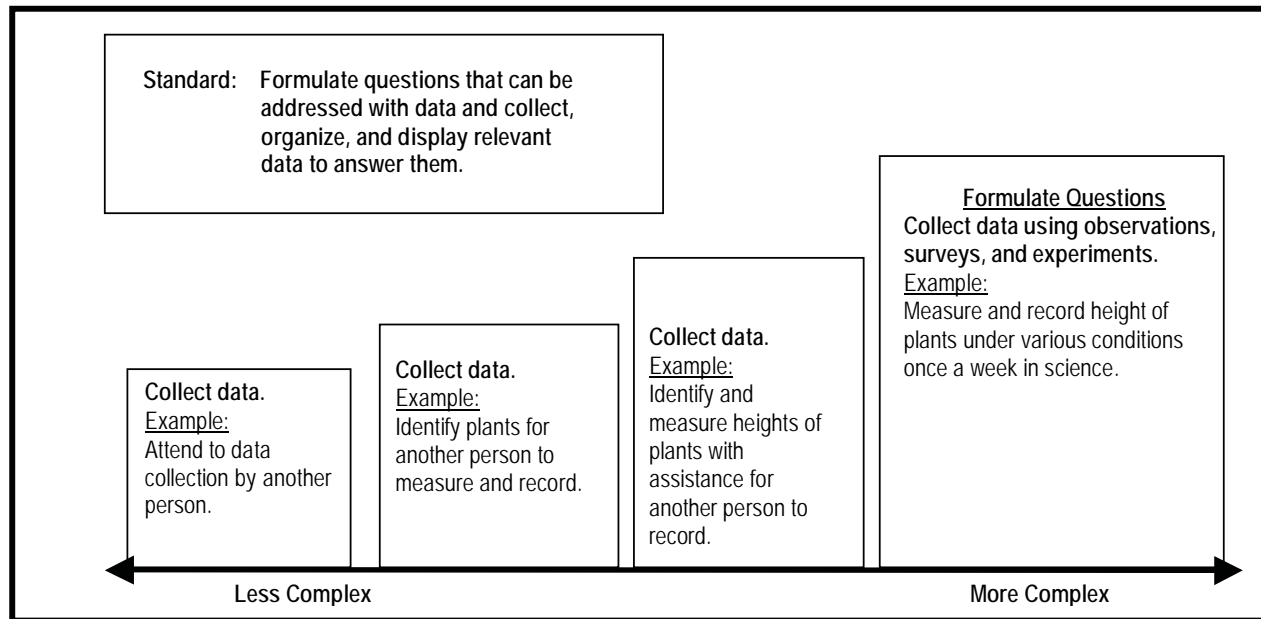 Standard: Formulate questions that can be
addressed with data and collect,
organize, and display relevant
data to answer them.
Collect data.
Example:
Attend to data
collection by another
person.
Collect data.
Example:
Identify plants for
another person to
measure and record.
Collect data.
Example:
Identify and
measure heights of
plants with
assistance for
another person to
record.
Formulate Questions
Collect data using observations,
surveys, and experiments.
Example:
Measure and record height of
plants under various conditions
once a week in science.
Less Complex
More Complex